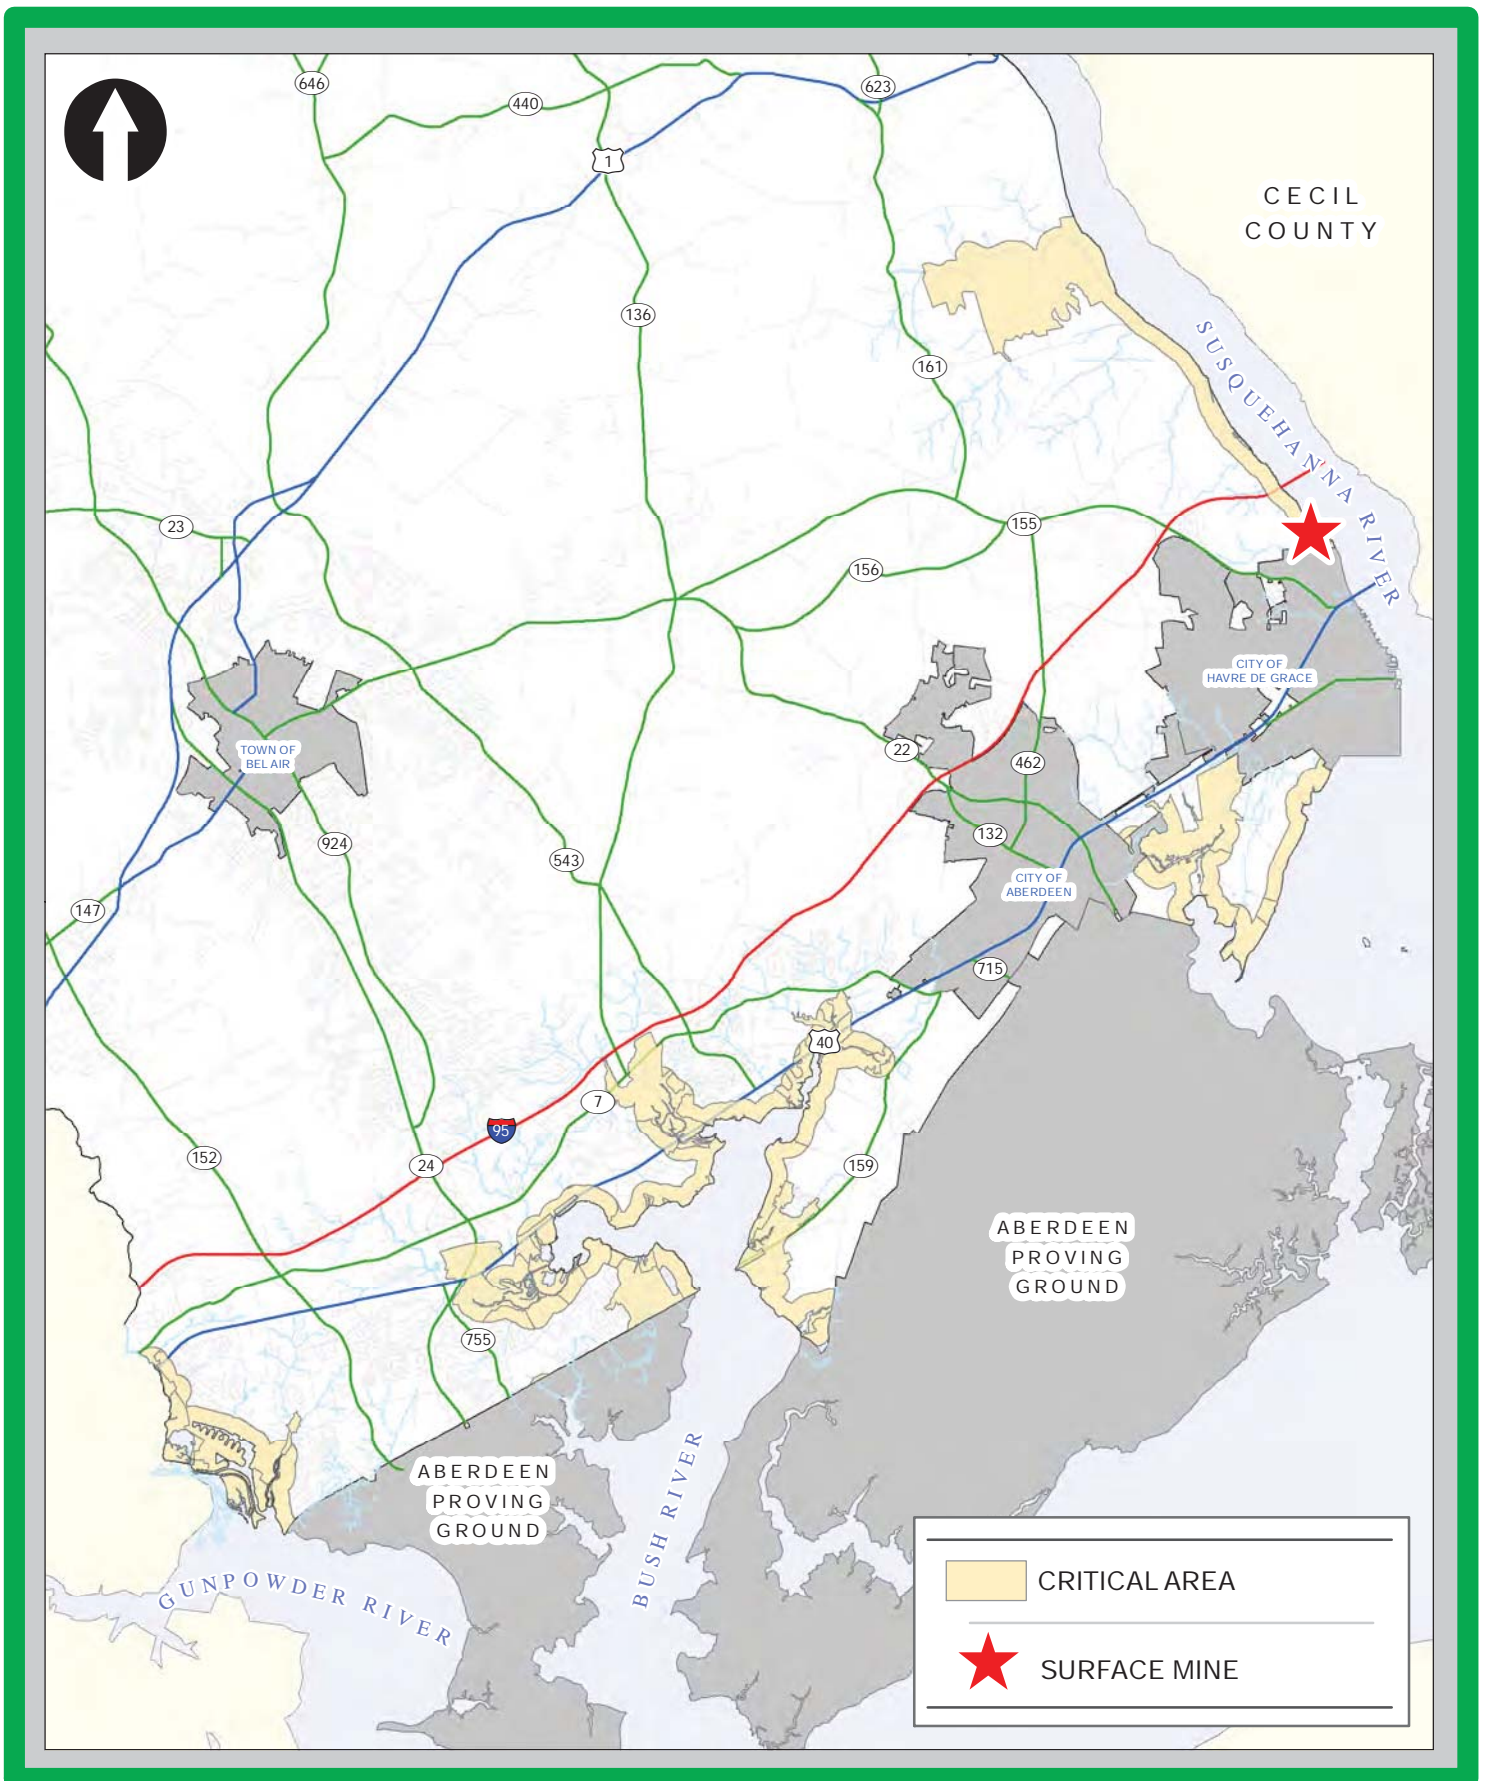 646
440
623
1
CECIL
COUNTY
136
161
SUSQUEHANNA RIVER
23
155
156
CITY OF
HAVRE DE GRACE
TOWN OF
BEL AIR
22
462
132
924
543
CITY OF
ABERDEEN
147
715
40
7
95
152
24
159
ABERDEEN
PROVING
GROUND
755
ABERDEEN
PROVING
GROUND
BUSH RIVER
GUNPOWDER RIVER
CRITICAL AREA
SURFACE MINE